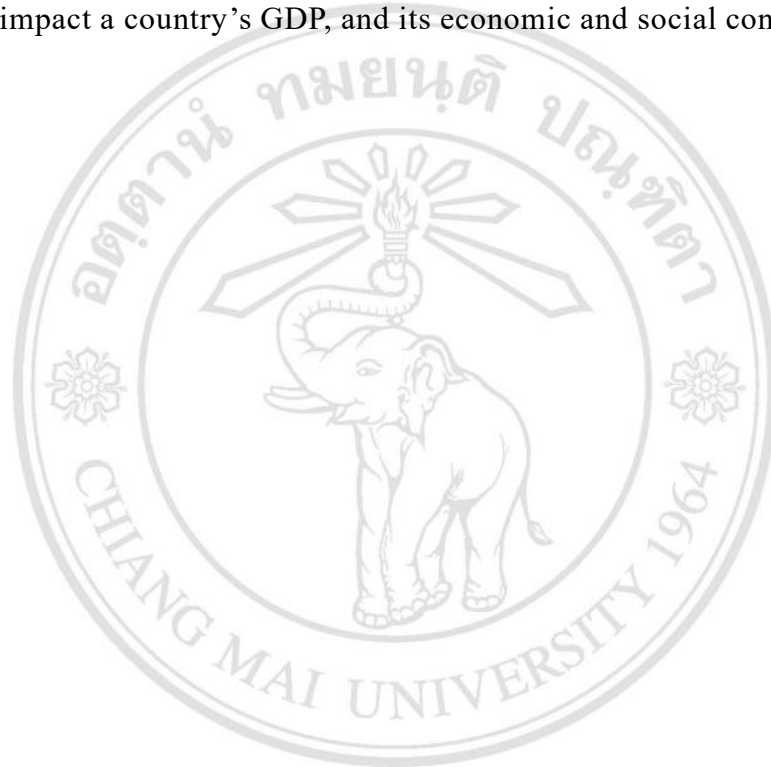 impact a country’s GDP, and its economic and social con
อตฺตานํ ทมยนฺติ ปณฺฑิตา
CHIANG MAI UNIVERSITY 1964